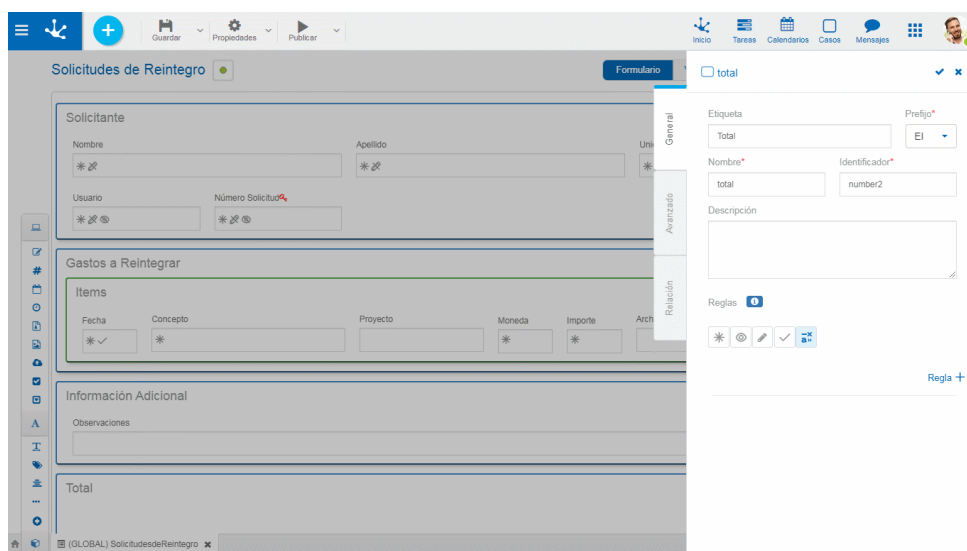 Guardar
Propiedades
Publicar
Inicio
Tareas
Calendarios
Casos
Mensajes
Solicitudes de Reintegro
Formulario
total
General
Avanzado
Relación
Solicitante
Nombre
Apellido
Uni
Usuario
Número Solicitud
Gastos a Reintegrar
Items
Fecha
Concepto
Proyecto
Moneda
Importe
Arch
Información Adicional
Observaciones
Total
(GLOBAL) SolicitudesdeReintegro
Etiqueta
Prefijo*
Total
El
Nombre*
Identificador*
total
number2
Descripción
Reglas
Regla +